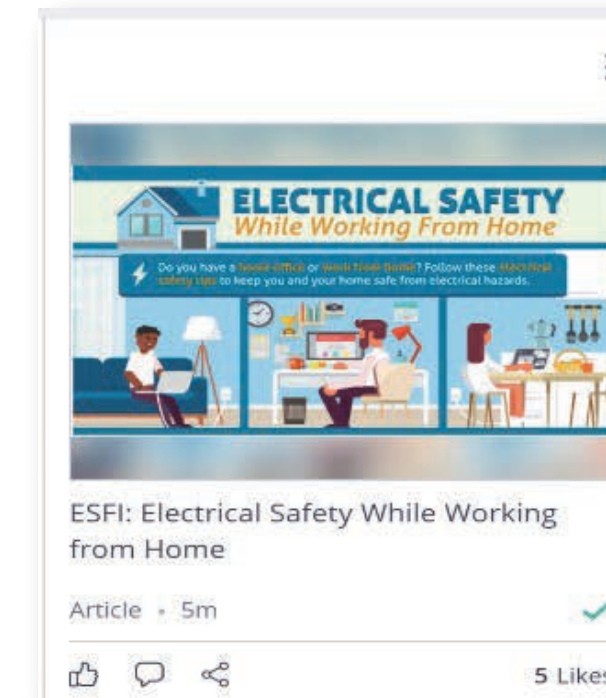 ELECTRICAL SAFETY
While Working From Home
Do you have a home office or work from home? Follow these electrical
safety tips to keep you and your home safe from electrical hazards.
ESFI: Electrical Safety While Working
from Home
Article • 5m
5 Likes